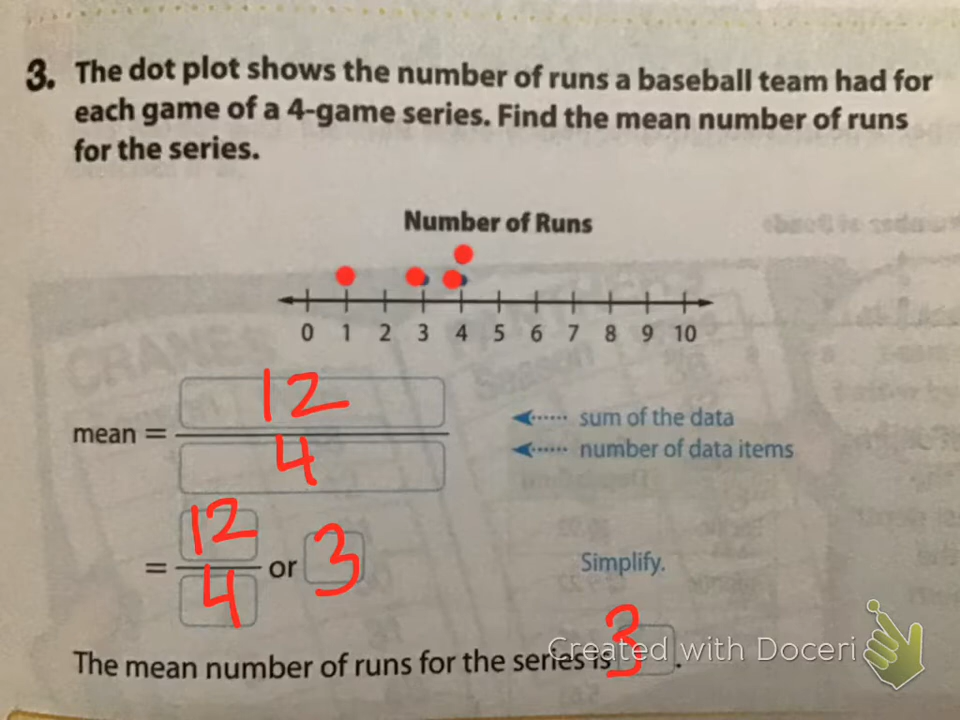 3. The dot plot shows the number of runs a baseball team had for
each game of a 4-game series. Find the mean number of runs
for the series.
Number of Runs
0 1 2 3 4 5 6 7 8 9 10
12
mean =
4
sum of the data
number of data items
12
= or 3
4
Simplify.
The mean number of runs for the series is 3.
Created with Doceri